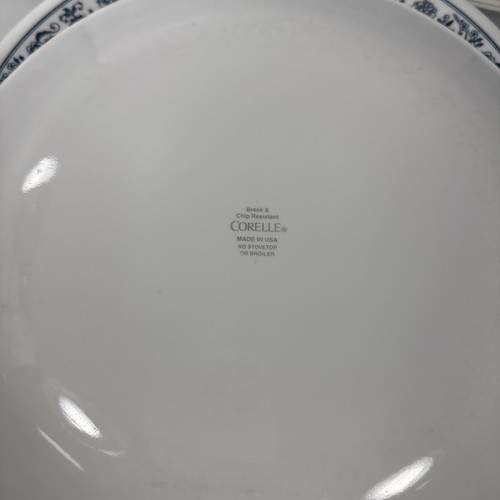 Break &
Chip Resistant
CORELLE®
MADE IN USA
NO STOVETOP
OR BROILER